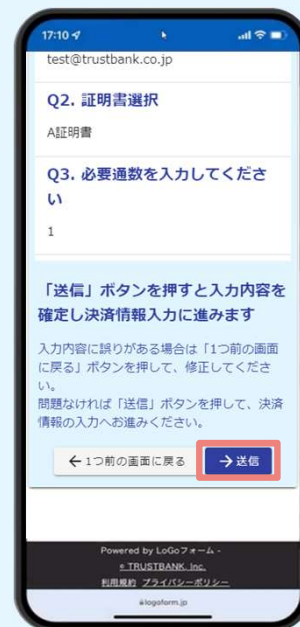 17:10
test@trustbank.co.jp
Q2. 証明書選択
A証明書
Q3. 必要通数を入力してくださ
い
1
「送信」ボタンを押すと入力内容を
確定し決済情報入力に進みます
入力内容に誤りがある場合は「1つ前の画面
に戻る」ボタンを押して、修正してくださ
い。
問題なければ「送信」ボタンを押して、決済
情報の入力へお進みください。
←1つ前の画面に戻る →送信
Powered by LoGoフォーム -
© TRUSTBANK, Inc.
利用規約 プライバシーポリシー
logoform.jp